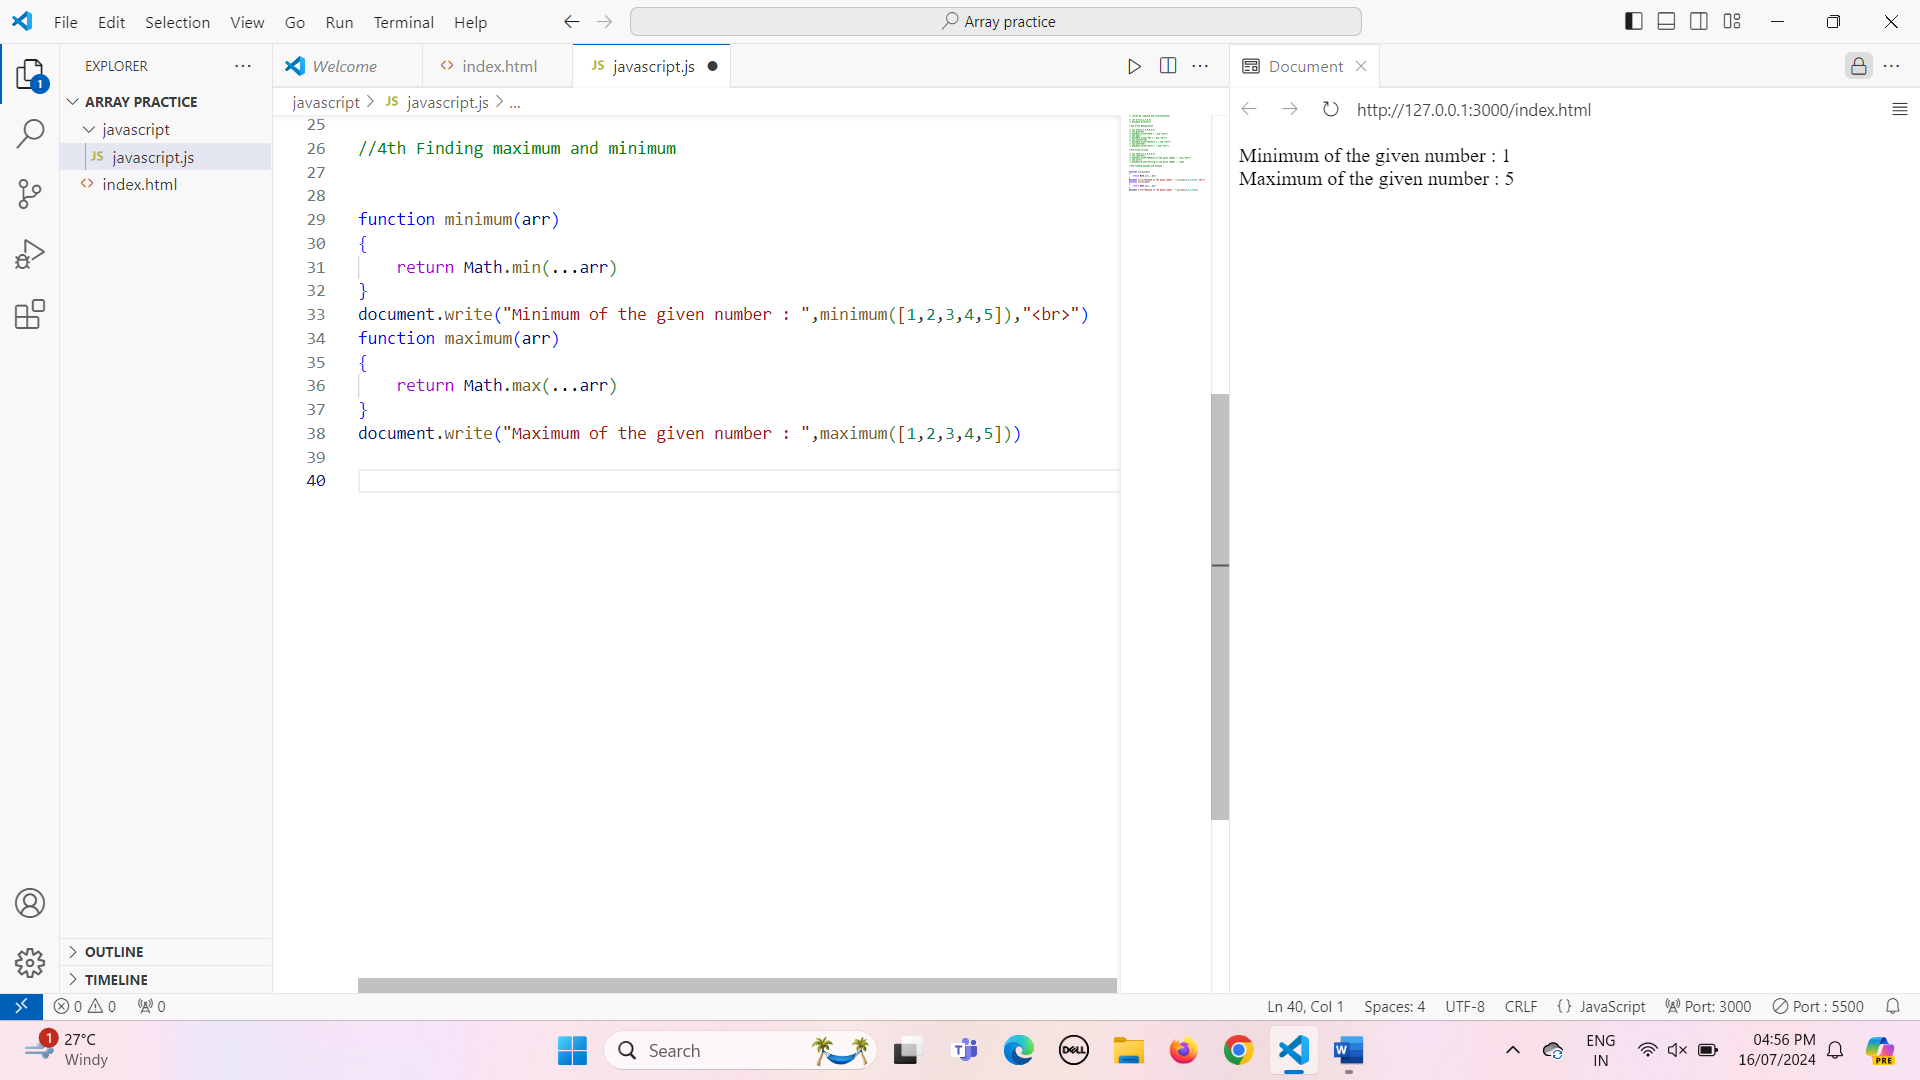 File Edit Selection View Go Run Terminal Help
Array practice
EXPLORER
Welcome
index.html
JS javascript.js
Document
ARRAY PRACTICE
javascript
JS javascript.js
index.html
OUTLINE
TIMELINE
1
javascript > JS javascript.js > ...
25
26 //4th Finding maximum and minimum
27
28
29 function minimum(arr)
30 {
31 return Math.min(...arr)
32 }
33 document.write("Minimum of the given number : ",minimum([1,2,3,4,5]),"<br>")
34 function maximum(arr)
35 {
36 return Math.max(...arr)
37 }
38 document.write("Maximum of the given number : ",maximum([1,2,3,4,5]))
39
40
http://127.0.0.1:3000/index.html
Minimum of the given number : 1
Maximum of the given number : 5
0 0 0
Ln 40, Col 1 Spaces: 4 UTF-8 CRLF {} JavaScript Port: 3000 Port : 5500
1
27°C
Windy
Search
DELL
W
ENG
IN
04:56 PM
16/07/2024
PRE